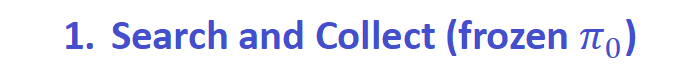 1. Search and Collect (frozen π₀)